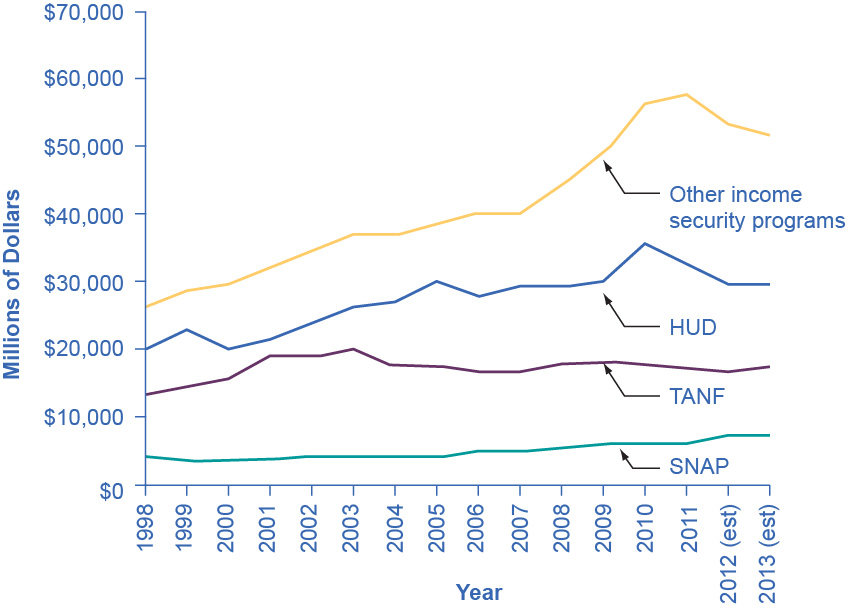 $70,000
$60,000
$50,000
$40,000
$30,000
$20,000
$10,000
$0
Millions of Dollars
Other income
security programs
HUD
TANF
SNAP
1998
1999
2000
2001
2002
2003
2004
2005
2006
2007
2008
2009
2010
2011
2012 (est)
2013 (est)
Year